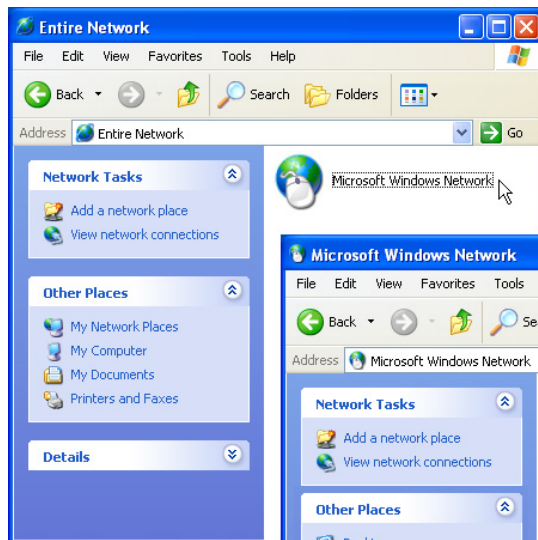 Entire Network
File Edit View Favorites Tools Help
Back Search Folders
Address Entire Network Go
Network Tasks
Add a network place
View network connections
Other Places
My Network Places
My Computer
My Documents
Printers and Faxes
Details
Microsoft Windows Network
Microsoft Windows Network
File Edit View Favorites Tools
Back
Address Microsoft Windows Network
Network Tasks
Add a network place
View network connections
Other Places